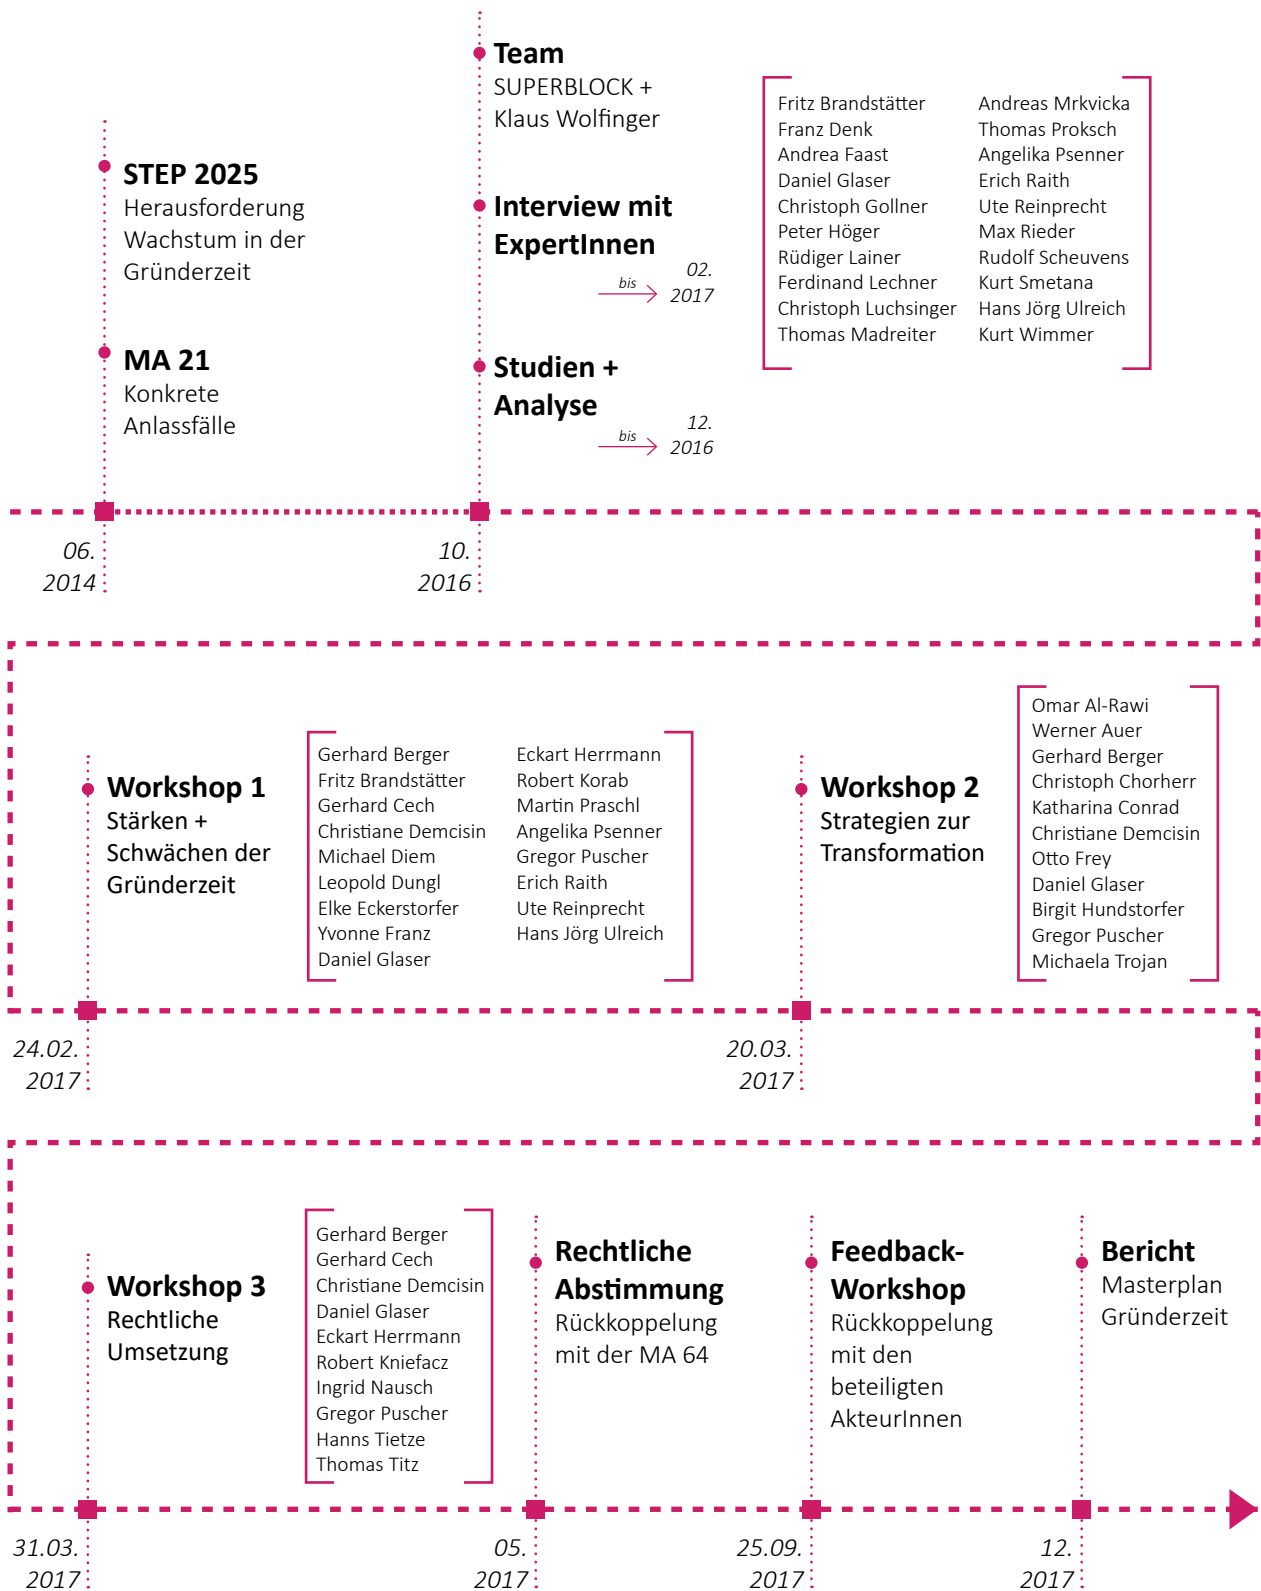 STEP 2025
Herausforderung
Wachstum in der
Gründerzeit
MA 21
Konkrete
Anlassfälle
06.
2014
Team
SUPERBLOCK +
Klaus Wolfinger
Interview mit
ExpertInnen
bis
02.
2017
Studien +
Analyse
bis
12.
2016
10.
2016
Fritz Brandstätter
Franz Denk
Andrea Faast
Daniel Glaser
Christoph Gollner
Peter Höger
Rüdiger Lainer
Ferdinand Lechner
Christoph Luchsinger
Thomas Madreiter
Andreas Mrkvicka
Thomas Proksch
Angelika Psenner
Erich Raith
Ute Reinprecht
Max Rieder
Rudolf Scheuvens
Kurt Smetana
Hans Jörg Ulreich
Kurt Wimmer
Workshop 1
Stärken +
Schwächen der
Gründerzeit
Gerhard Berger
Fritz Brandstätter
Gerhard Cech
Christiane Demcisin
Michael Diem
Leopold Dungl
Elke Eckerstorfer
Yvonne Franz
Daniel Glaser
Eckart Herrmann
Robert Korab
Martin Praschl
Angelika Psenner
Gregor Puscher
Erich Raith
Ute Reinprecht
Hans Jörg Ulreich
24.02.
2017
Workshop 2
Strategien zur
Transformation
Omar Al-Rawi
Werner Auer
Gerhard Berger
Christoph Chorherr
Katharina Conrad
Christiane Demcisin
Otto Frey
Daniel Glaser
Birgit Hundstorfer
Gregor Puscher
Michaela Trojan
20.03.
2017
Workshop 3
Rechtliche
Umsetzung
Gerhard Berger
Gerhard Cech
Christiane Demcisin
Daniel Glaser
Eckart Herrmann
Robert Kniefacz
Ingrid Nausch
Gregor Puscher
Hanns Tietze
Thomas Titz
31.03.
2017
Rechtliche
Abstimmung
Rückkoppelung
mit der MA 64
05.
2017
Feedback-
Workshop
Rückkoppelung
mit den
beteiligten
AkteurInnen
25.09.
2017
Bericht
Masterplan
Gründerzeit
12.
2017